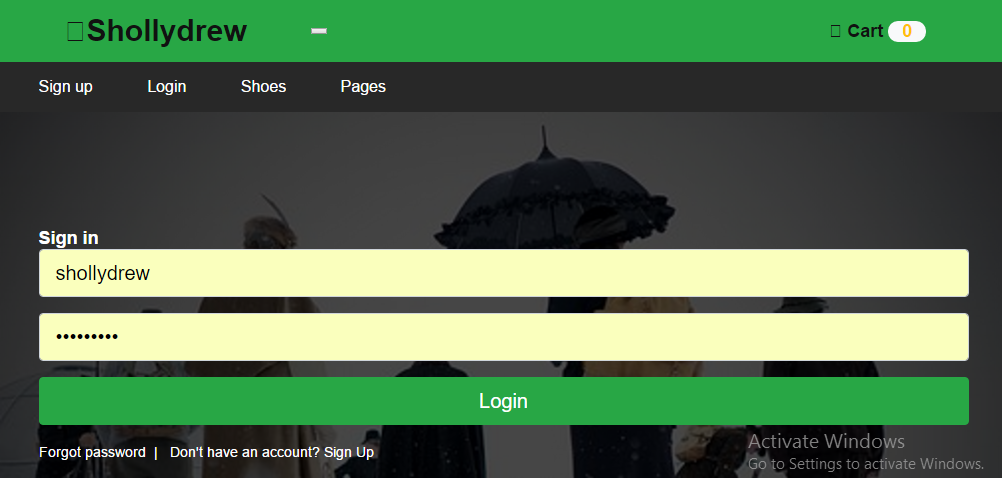 Shollydrew
Cart 0
Sign up Login Shoes Pages
Sign in
shollydrew
•••••••••
Login
Forgot password | Don't have an account? Sign Up
Activate Windows
Go to Settings to activate Windows.